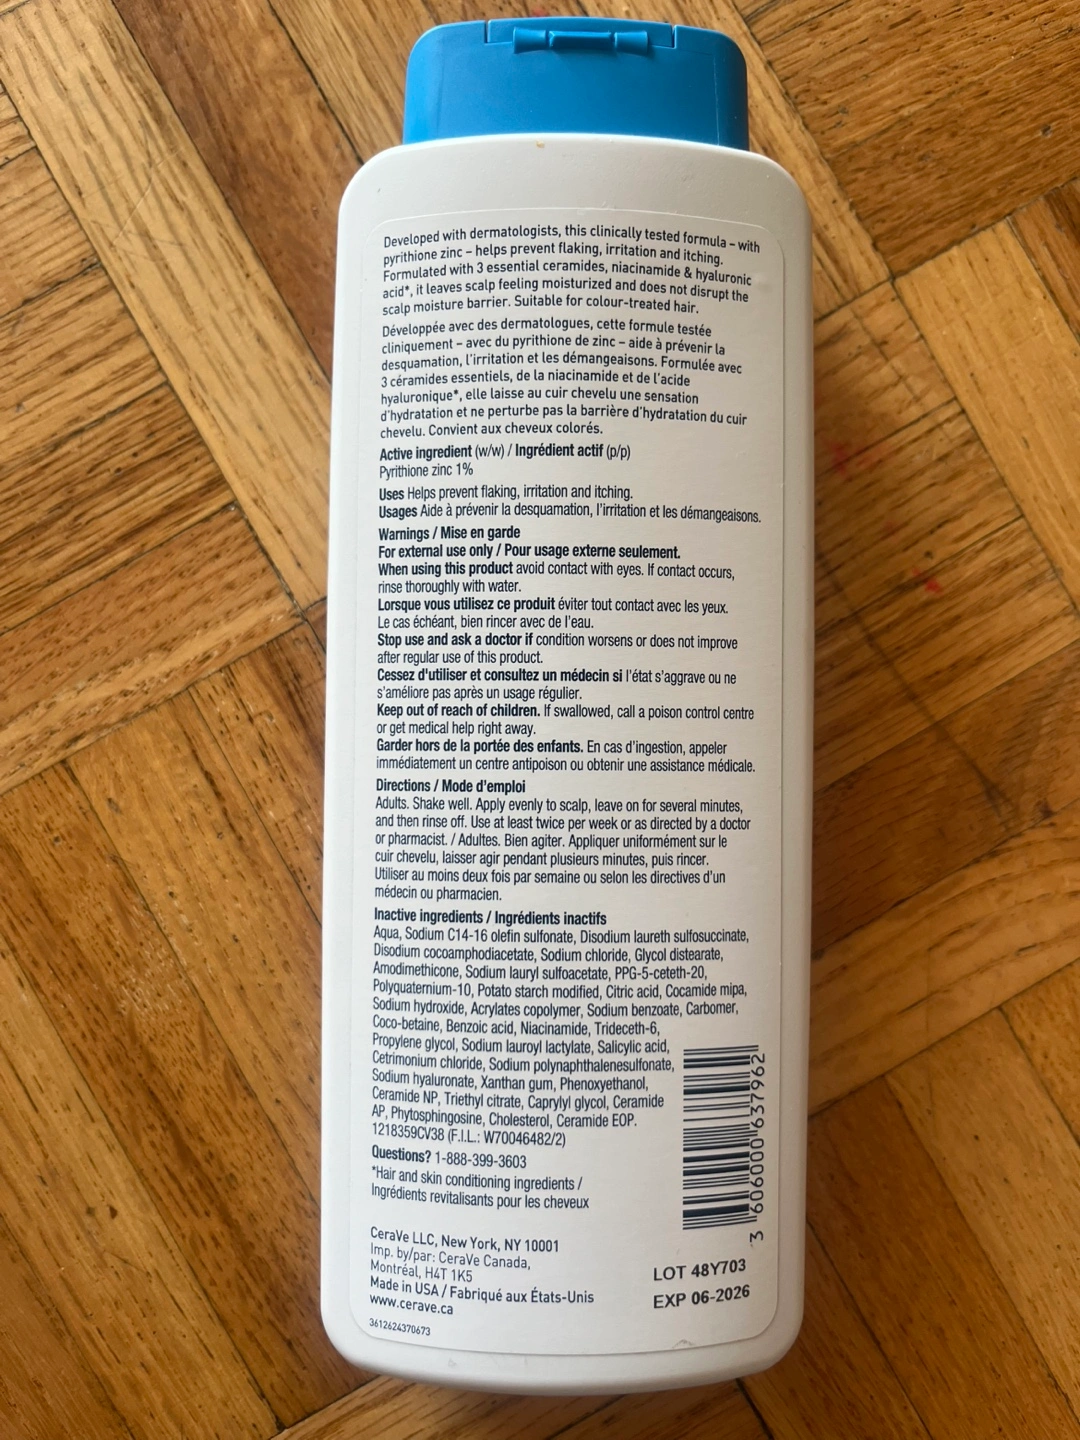 Developed with dermatologists, this clinically tested formula – with
pyrithione zinc – helps prevent flaking, irritation and itching.
Formulated with 3 essential ceramides, niacinamide & hyaluronic
acid*, it leaves scalp feeling moisturized and does not disrupt the
scalp moisture barrier. Suitable for colour-treated hair.
Développée avec des dermatologues, cette formule testée
cliniquement – avec du pyrithione de zinc – aide à prévenir la
desquamation, l'irritation et les démangeaisons. Formulée avec
3 céramides essentiels, de la niacinamide et de l'acide
hyaluronique*, elle laisse au cuir chevelu une sensation
d'hydratation et ne perturbe pas la barrière d'hydratation du cuir
chevelu. Convient aux cheveux colorés.
Active ingredient (w/w) / Ingrédient actif (p/p)
Pyrithione zinc 1%
Uses Helps prevent flaking, irritation and itching.
Usages Aide à prévenir la desquamation, l'irritation et les démangeaisons.
Warnings / Mise en garde
For external use only / Pour usage externe seulement.
When using this product avoid contact with eyes. If contact occurs,
rinse thoroughly with water.
Lorsque vous utilisez ce produit éviter tout contact avec les yeux.
Le cas échéant, bien rincer avec de l'eau.
Stop use and ask a doctor if condition worsens or does not improve
after regular use of this product.
Cessez d'utiliser et consultez un médecin si l'état s'aggrave ou ne
s'améliore pas après un usage régulier.
Keep out of reach of children. If swallowed, call a poison control centre
or get medical help right away.
Garder hors de la portée des enfants. En cas d'ingestion, appeler
immédiatement un centre antipoison ou obtenir une assistance médicale.
Directions / Mode d'emploi
Adults. Shake well. Apply evenly to scalp, leave on for several minutes,
and then rinse off. Use at least twice per week or as directed by a doctor
or pharmacist. / Adultes. Bien agiter. Appliquer uniformément sur le
cuir chevelu, laisser agir pendant plusieurs minutes, puis rincer.
Utiliser au moins deux fois par semaine ou selon les directives d'un
médecin ou pharmacien.
Inactive ingredients / Ingrédients inactifs
Aqua, Sodium C14-16 olefin sulfonate, Disodium laureth sulfosuccinate,
Disodium cocoamphodiacetate, Sodium chloride, Glycol distearate,
Amodimethicone, Sodium lauryl sulfoacetate, PPG-5-ceteth-20,
Polyquaternium-10, Potato starch modified, Citric acid, Cocamide mipa,
Sodium hydroxide, Acrylates copolymer, Sodium benzoate, Carbomer,
Coco-betaine, Benzoic acid, Niacinamide, Trideceth-6,
Propylene glycol, Sodium lauroyl lactylate, Salicylic acid,
Cetrimonium chloride, Sodium polynaphthalenesulfonate,
Sodium hyaluronate, Xanthan gum, Phenoxyethanol,
Ceramide NP, Triethyl citrate, Caprylyl glycol, Ceramide
AP, Phytosphingosine, Cholesterol, Ceramide EOP.
1218359CV38 (F.I.L.: W70046482/2)
Questions? 1-888-399-3603
*Hair and skin conditioning ingredients /
Ingrédients revitalisants pour les cheveux
3 606000 637962
CeraVe LLC, New York, NY 10001
Imp. by/par: CeraVe Canada,
Montréal, H4T 1K5
Made in USA / Fabriqué aux États-Unis
www.cerave.ca
3612624370673
LOT 48Y703
EXP 06-2026